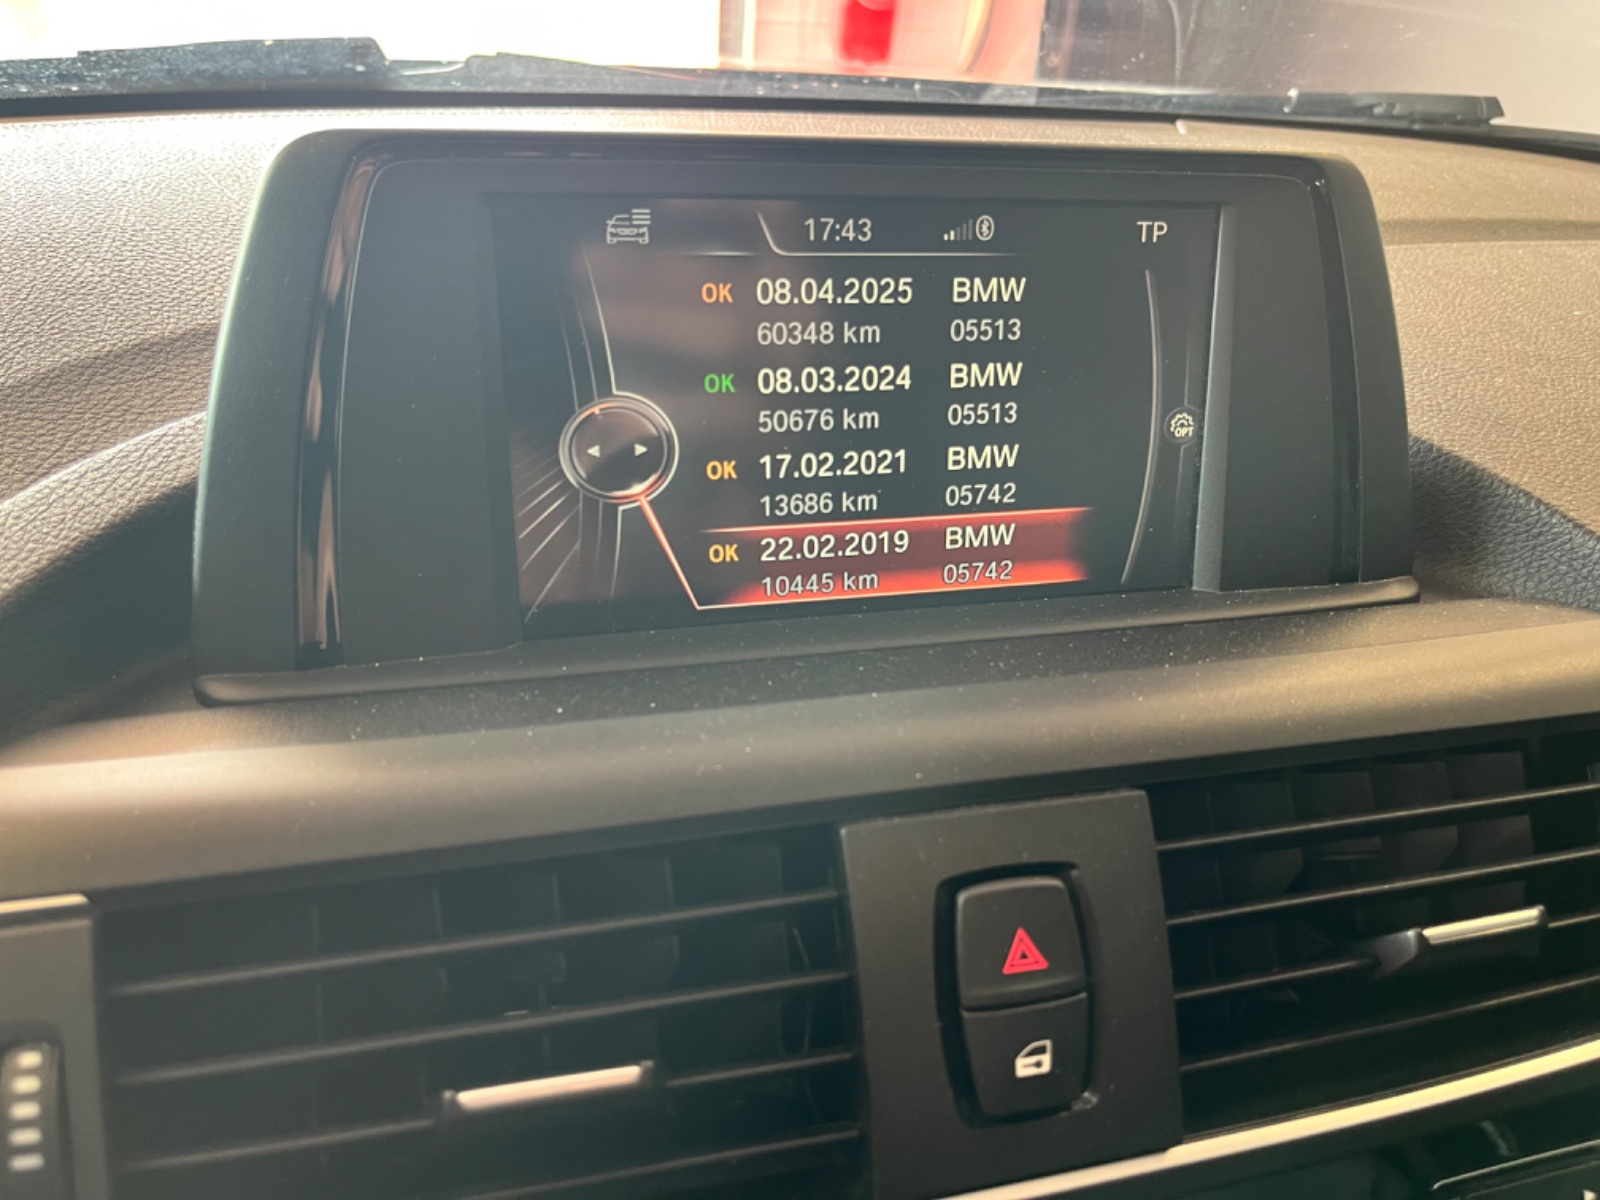 17:43 TP
OK 08.04.2025 BMW
60348 km 05513
OK 08.03.2024 BMW
50676 km 05513
OK 17.02.2021 BMW
13686 km 05742
OK 22.02.2019 BMW
10445 km 05742
OPT